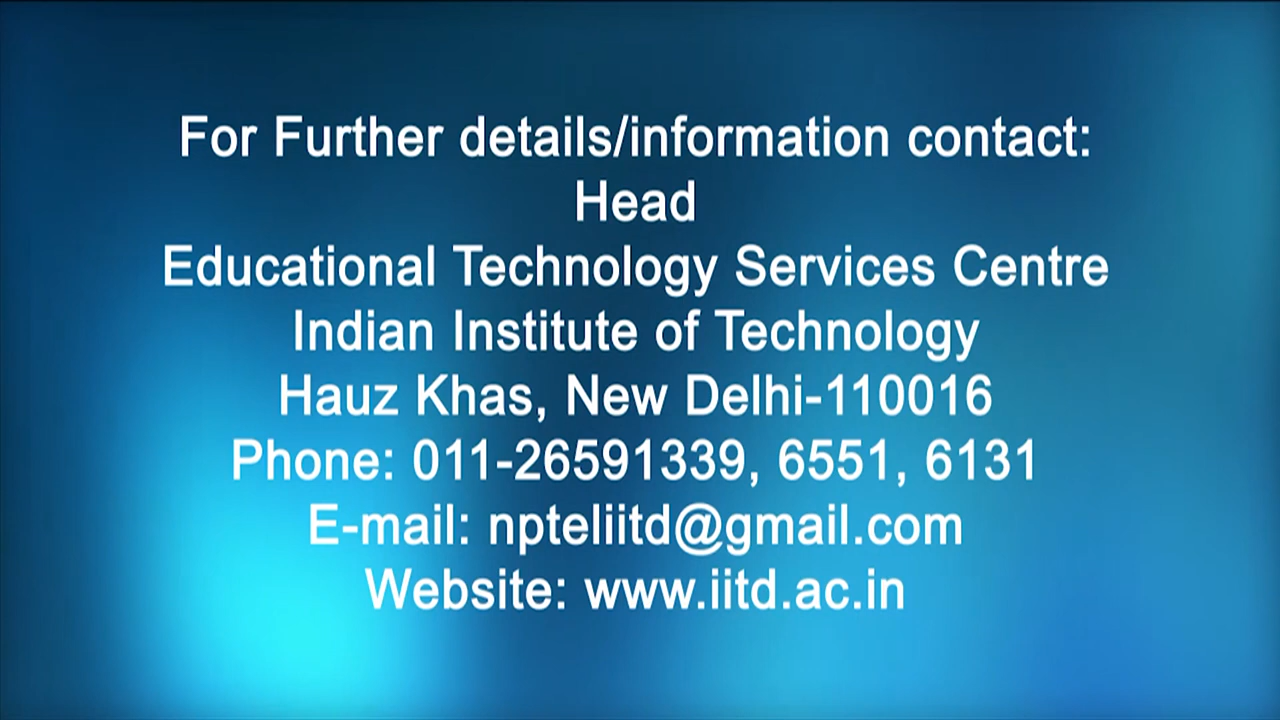 For Further details/information contact:
Head
Educational Technology Services Centre
Indian Institute of Technology
Hauz Khas, New Delhi-110016
Phone: 011-26591339, 6551, 6131
E-mail: npteliitd@gmail.com
Website: www.iitd.ac.in